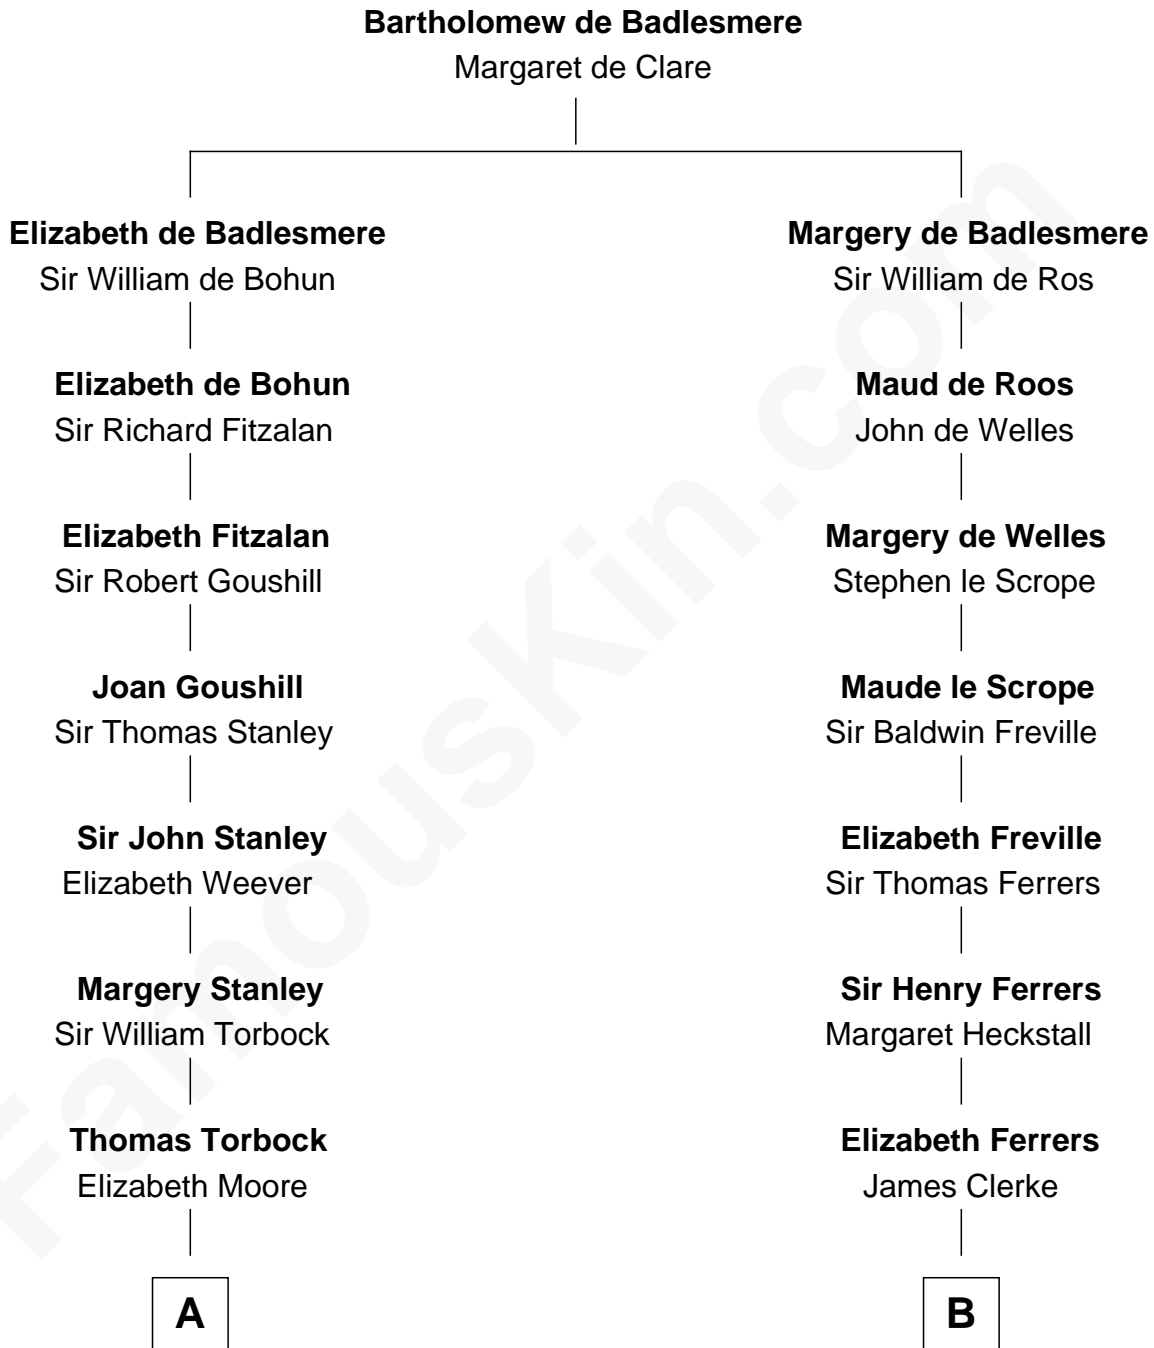 Bartholomew de Badlesmere
Margaret de Clare
Elizabeth de Badlesmere
Sir William de Bohun
Elizabeth de Bohun
Sir Richard Fitzalan
Elizabeth Fitzalan
Sir Robert Goushill
Joan Goushill
Sir Thomas Stanley
Sir John Stanley
Elizabeth Weever
Margery Stanley
Sir William Torbock
Thomas Torbock
Elizabeth Moore
A
Margery de Badlesmere
Sir William de Ros
Maud de Roos
John de Welles
Margery de Welles
Stephen le Scrope
Maude le Scrope
Sir Baldwin Freville
Elizabeth Freville
Sir Thomas Ferrers
Sir Henry Ferrers
Margaret Heckstall
Elizabeth Ferrers
James Clerke
B
FamousKin.com